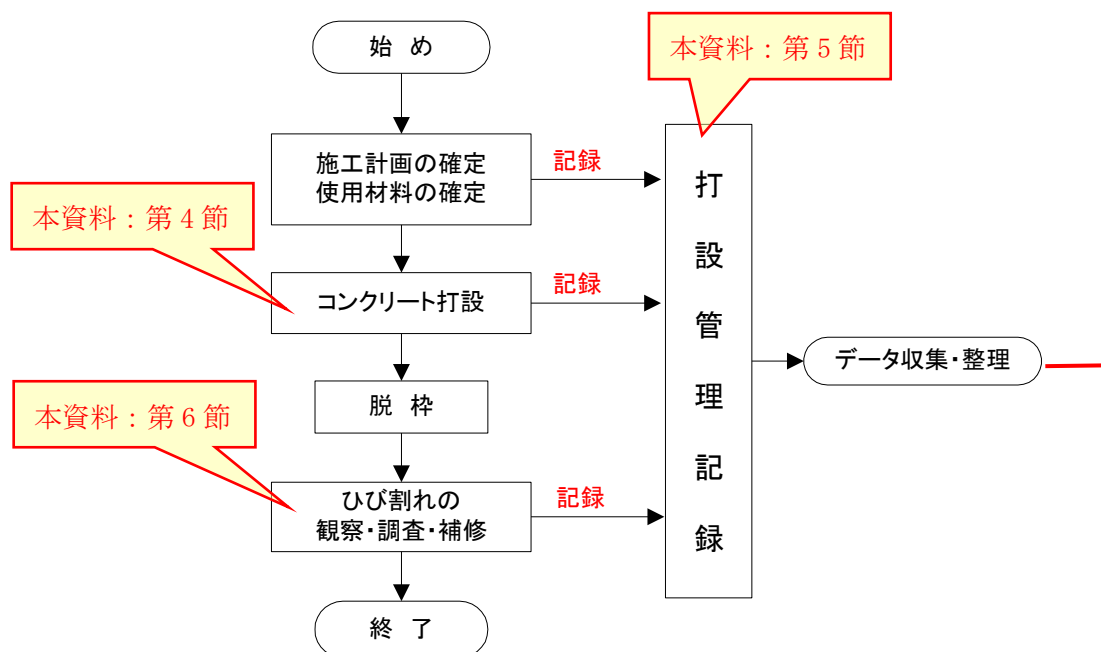 始 め
本資料：第５節
施工計画の確定
使用材料の確定
記録
本資料：第４節
コンクリート打設
記録
脱 枠
本資料：第６節
ひび割れの
観察・調査・補修
記録
終 了
打設管理記録
データ収集・整理